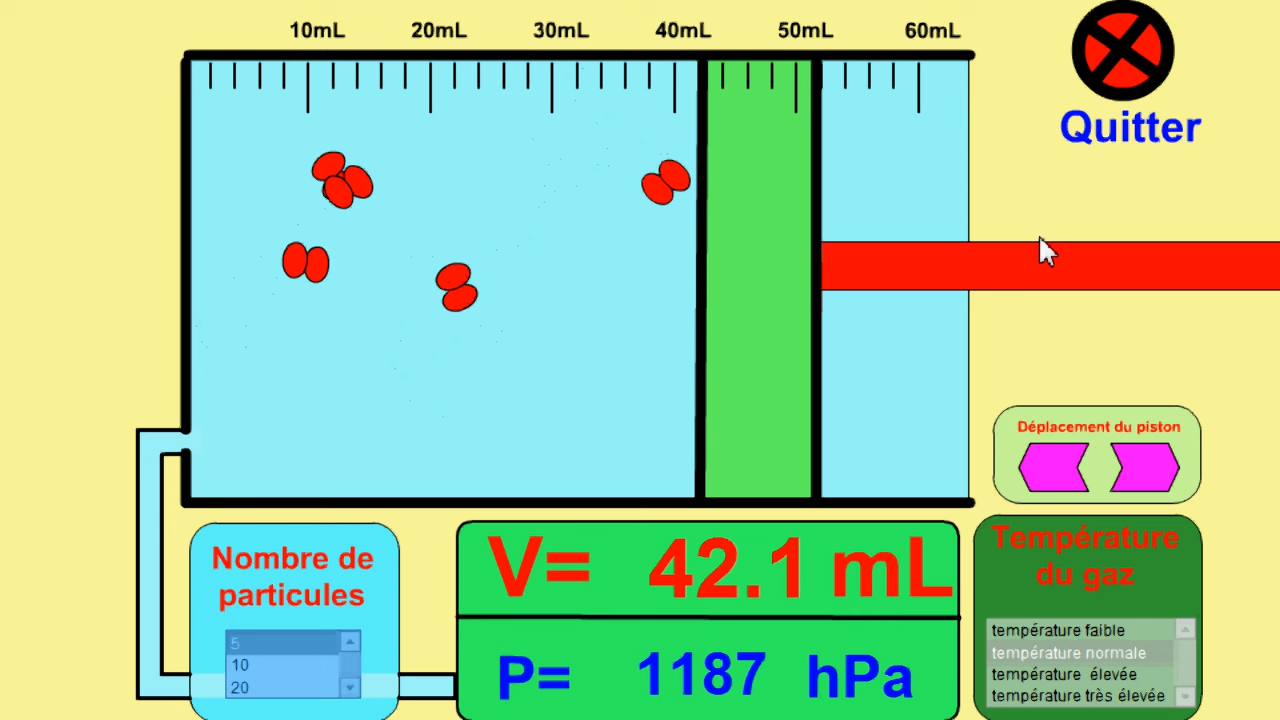 10mL 20mL 30mL 40mL 50mL 60mL
Quitter
Déplacement du piston
Nombre de
particules
5
10
20
V= 42.1 mL
P= 1187 hPa
Température
du gaz
température faible
température normale
température élevée
température très élevée